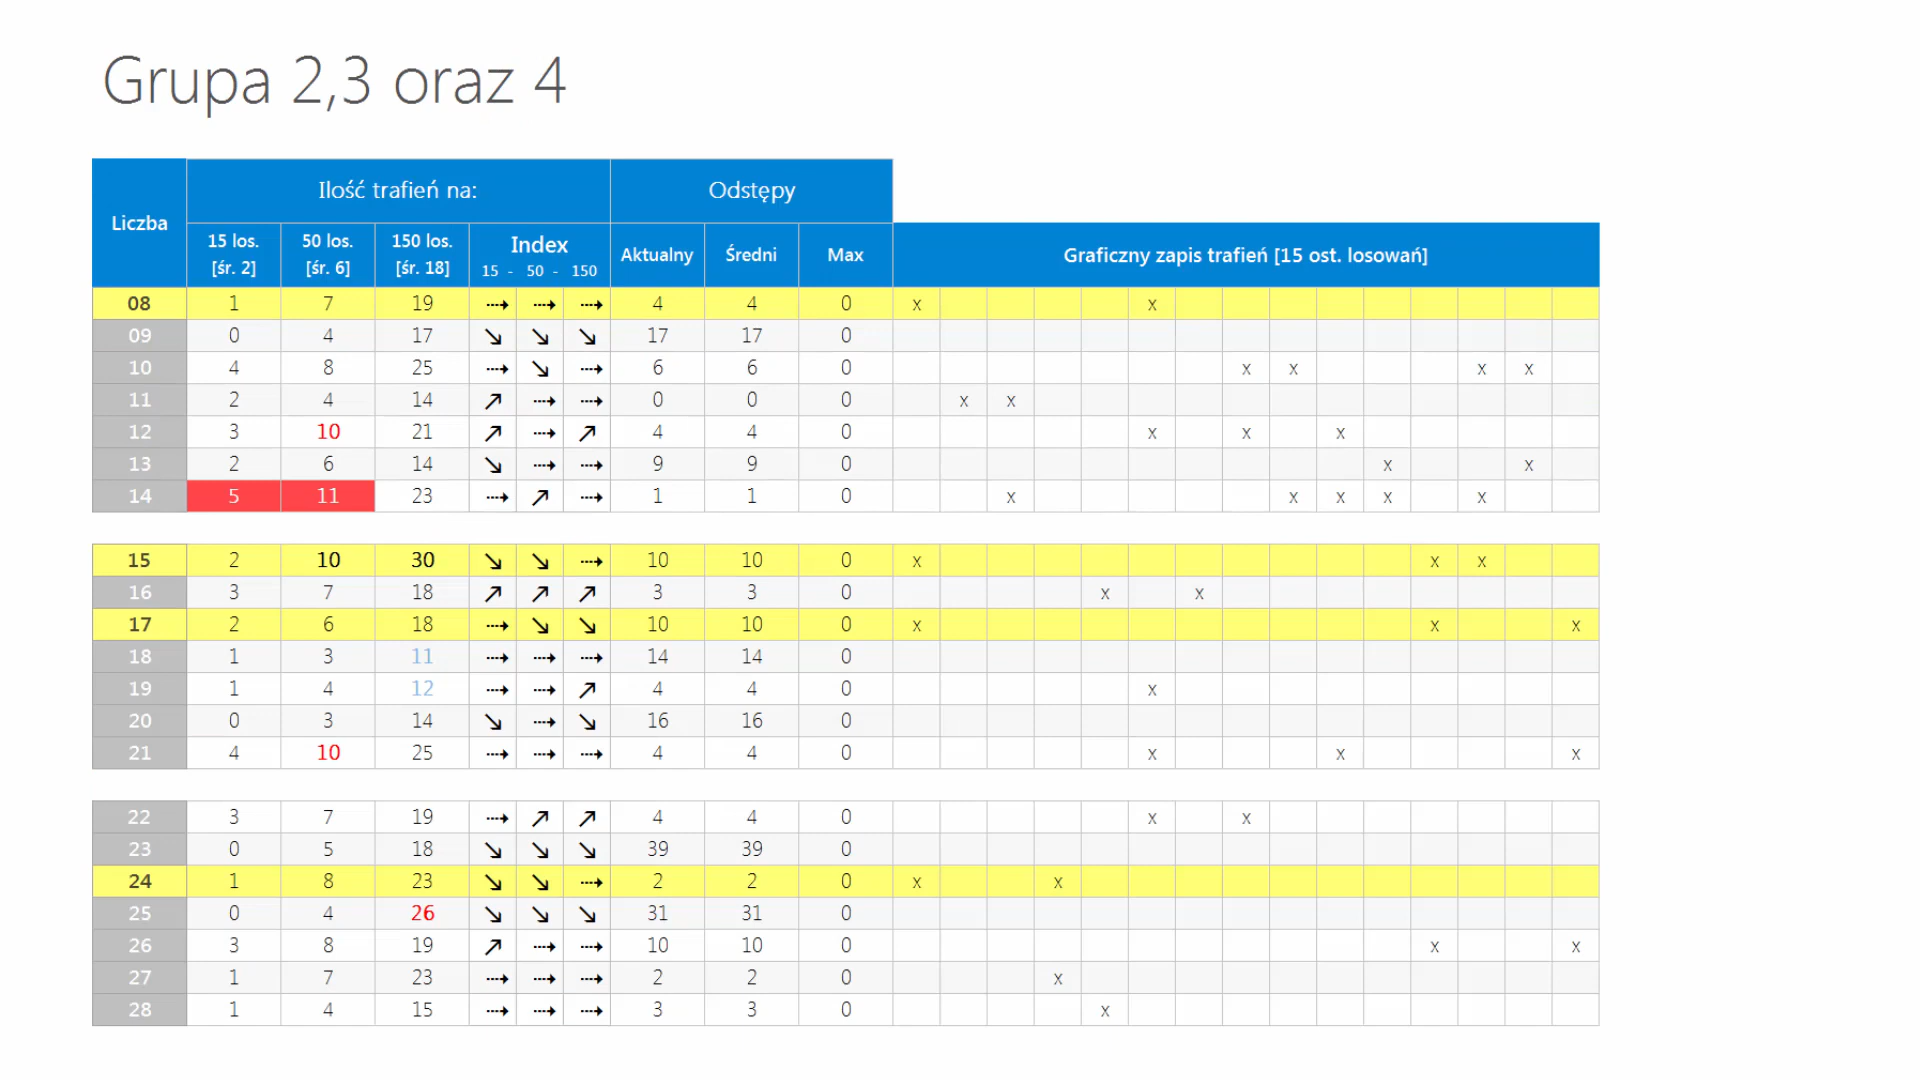 Grupa 2,3 oraz 4
Liczba Ilość trafień na: Odstępy
15 los. [śr. 2] 50 los. [śr. 6] 150 los. [śr. 18] Index 15 - 50 - 150 Aktualny Średni Max Graficzny zapis trafień [15 ost. losowań]
08 1 7 19 ⇢ ⇢ ⇢ 4 4 0 x x
09 0 4 17 ↘ ↘ ↘ 17 17 0
10 4 8 25 ⇢ ↘ ⇢ 6 6 0 x x x x
11 2 4 14 ↗ ⇢ ⇢ 0 0 0 x x
12 3 10 21 ↗ ⇢ ↗ 4 4 0 x x x
13 2 6 14 ↘ ⇢ ⇢ 9 9 0 x x
14 5 11 23 ⇢ ↗ ⇢ 1 1 0 x x x x x
15 2 10 30 ↘ ↘ ⇢ 10 10 0 x x x
16 3 7 18 ↗ ↗ ↗ 3 3 0 x x
17 2 6 18 ⇢ ↘ ↘ 10 10 0 x x x
18 1 3 11 ⇢ ⇢ ⇢ 14 14 0
19 1 4 12 ⇢ ⇢ ↗ 4 4 0 x
20 0 3 14 ↘ ⇢ ↘ 16 16 0
21 4 10 25 ⇢ ⇢ ⇢ 4 4 0 x x x
22 3 7 19 ⇢ ↗ ↗ 4 4 0 x x
23 0 5 18 ↘ ↘ ↘ 39 39 0
24 1 8 23 ↘ ↘ ⇢ 2 2 0 x x
25 0 4 26 ↘ ↘ ↘ 31 31 0
26 3 8 19 ↗ ⇢ ⇢ 10 10 0 x x
27 1 7 23 ⇢ ⇢ ⇢ 2 2 0 x
28 1 4 15 ⇢ ⇢ ⇢ 3 3 0 x